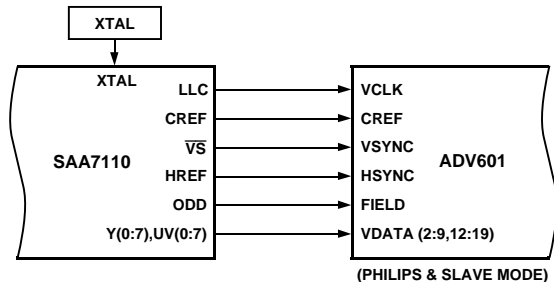 XTAL
XTAL
LLC
CREF
VS
HREF
ODD
Y(0:7),UV(0:7)
SAA7110
VCLK
CREF
VSYNC
HSYNC
FIELD
VDATA (2:9,12:19)
ADV601
(PHILIPS & SLAVE MODE)